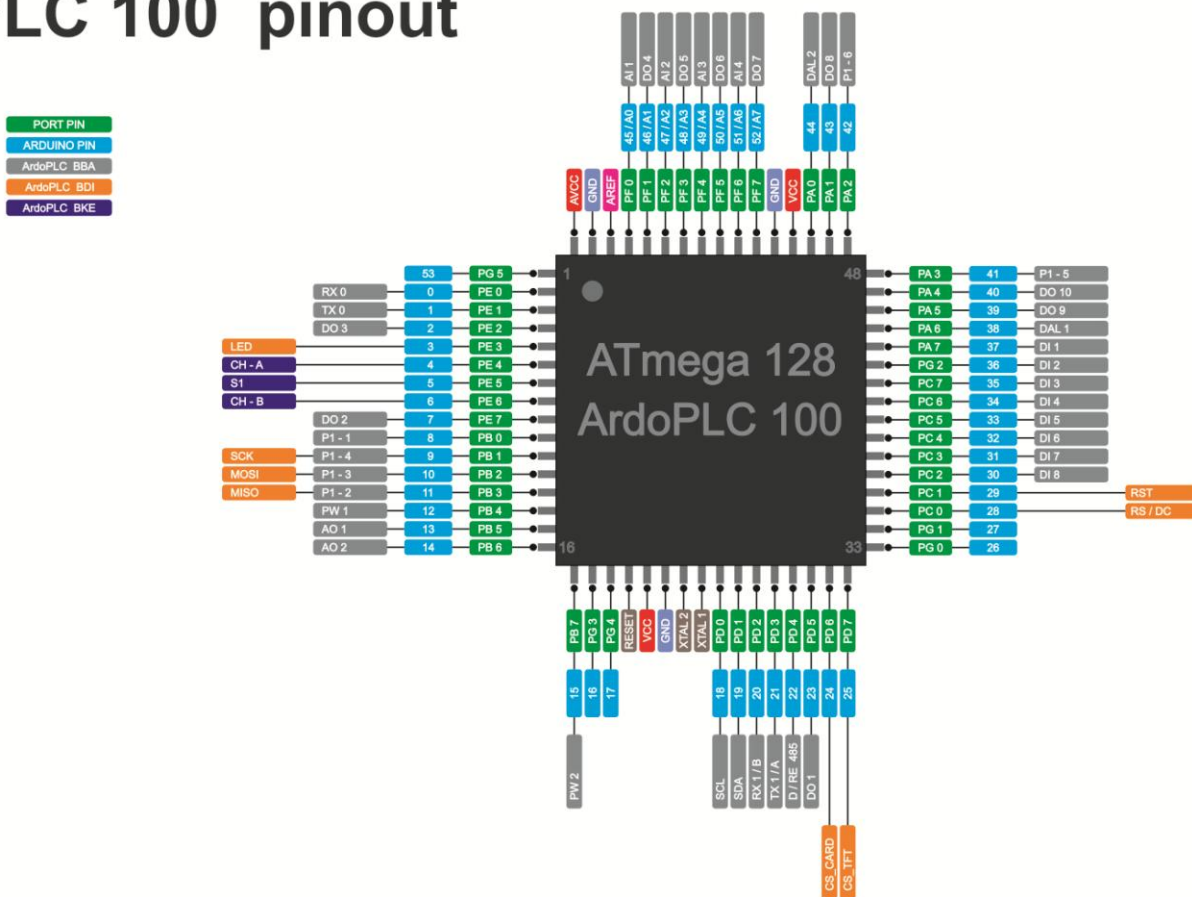 LC 100 pinout
PORT PIN
ARDUINO PIN
ArdoPLC BBA
ArdoPLC BDI
ArdoPLC BKE
AI 1 DO 4 AI 2 DO 5 AI 3 DO 6 AI 4 DO 7 DAL 2 DO 8 P1 - 6
45 / A0 46 / A1 47 / A2 48 / A3 49 / A4 50 / A5 51 / A6 52 / A7 44 43 42
AVCC GND AREF PF 0 PF 1 PF 2 PF 3 PF 4 PF 5 PF 6 PF 7 GND VCC PA 0 PA 1 PA 2
53 PG 5 1 48 PA 3 41 P1 - 5
RX 0 0 PE 0 PA 4 40 DO 10
TX 0 1 PE 1 PA 5 39 DO 9
DO 3 2 PE 2 PA 6 38 DAL 1
LED 3 PE 3 PA 7 37 DI 1
CH - A 4 PE 4 PG 2 36 DI 2
S1 5 PE 5 PC 7 35 DI 3
CH - B 6 PE 6 PC 6 34 DI 4
DO 2 7 PE 7 PC 5 33 DI 5
P1 - 1 8 PB 0 PC 4 32 DI 6
SCK P1 - 4 9 PB 1 PC 3 31 DI 7
MOSI P1 - 3 10 PB 2 PC 2 30 DI 8
MISO P1 - 2 11 PB 3 PC 1 29 RST
PW 1 12 PB 4 PC 0 28 RS / DC
AO 1 13 PB 5 PG 1 27
AO 2 14 PB 6 16 33 PG 0 26
ATmega 128
ArdoPLC 100
PB 7 PG 3 PG 4 RESET VCC GND XTAL 2 XTAL 1 PD 0 PD 1 PD 2 PD 3 PD 4 PD 5 PD 6 PD 7
15 16 17 18 19 20 21 22 23 24 25
PW 2 SCL SDA RX 1 / B TX 1 / A D / RE 485 DO 1
CS_CARD CS_TFT